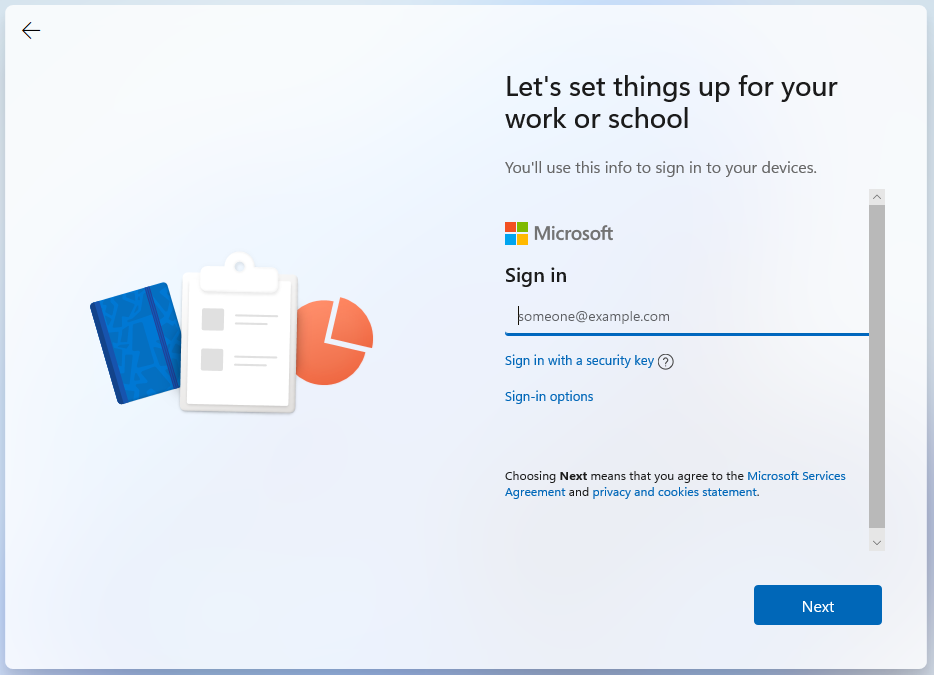 Let's set things up for your
work or school
You'll use this info to sign in to your devices.
Microsoft
Sign in
someone@example.com
Sign in with a security key ?
Sign-in options
Choosing Next means that you agree to the Microsoft Services
Agreement and privacy and cookies statement.
Next